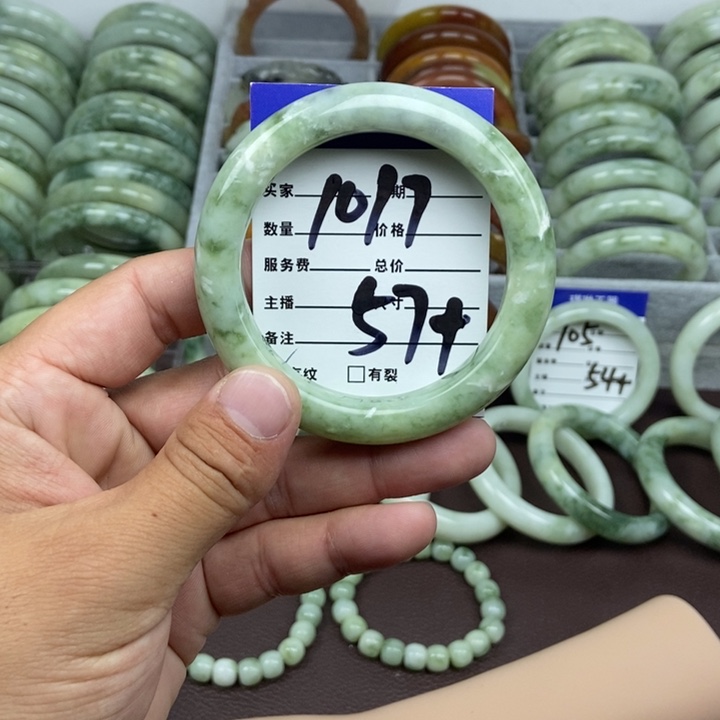 买家 期
1017
数量 价格
服务费 总价
主播 寸
57+
备注
纹 □有裂
105
54+